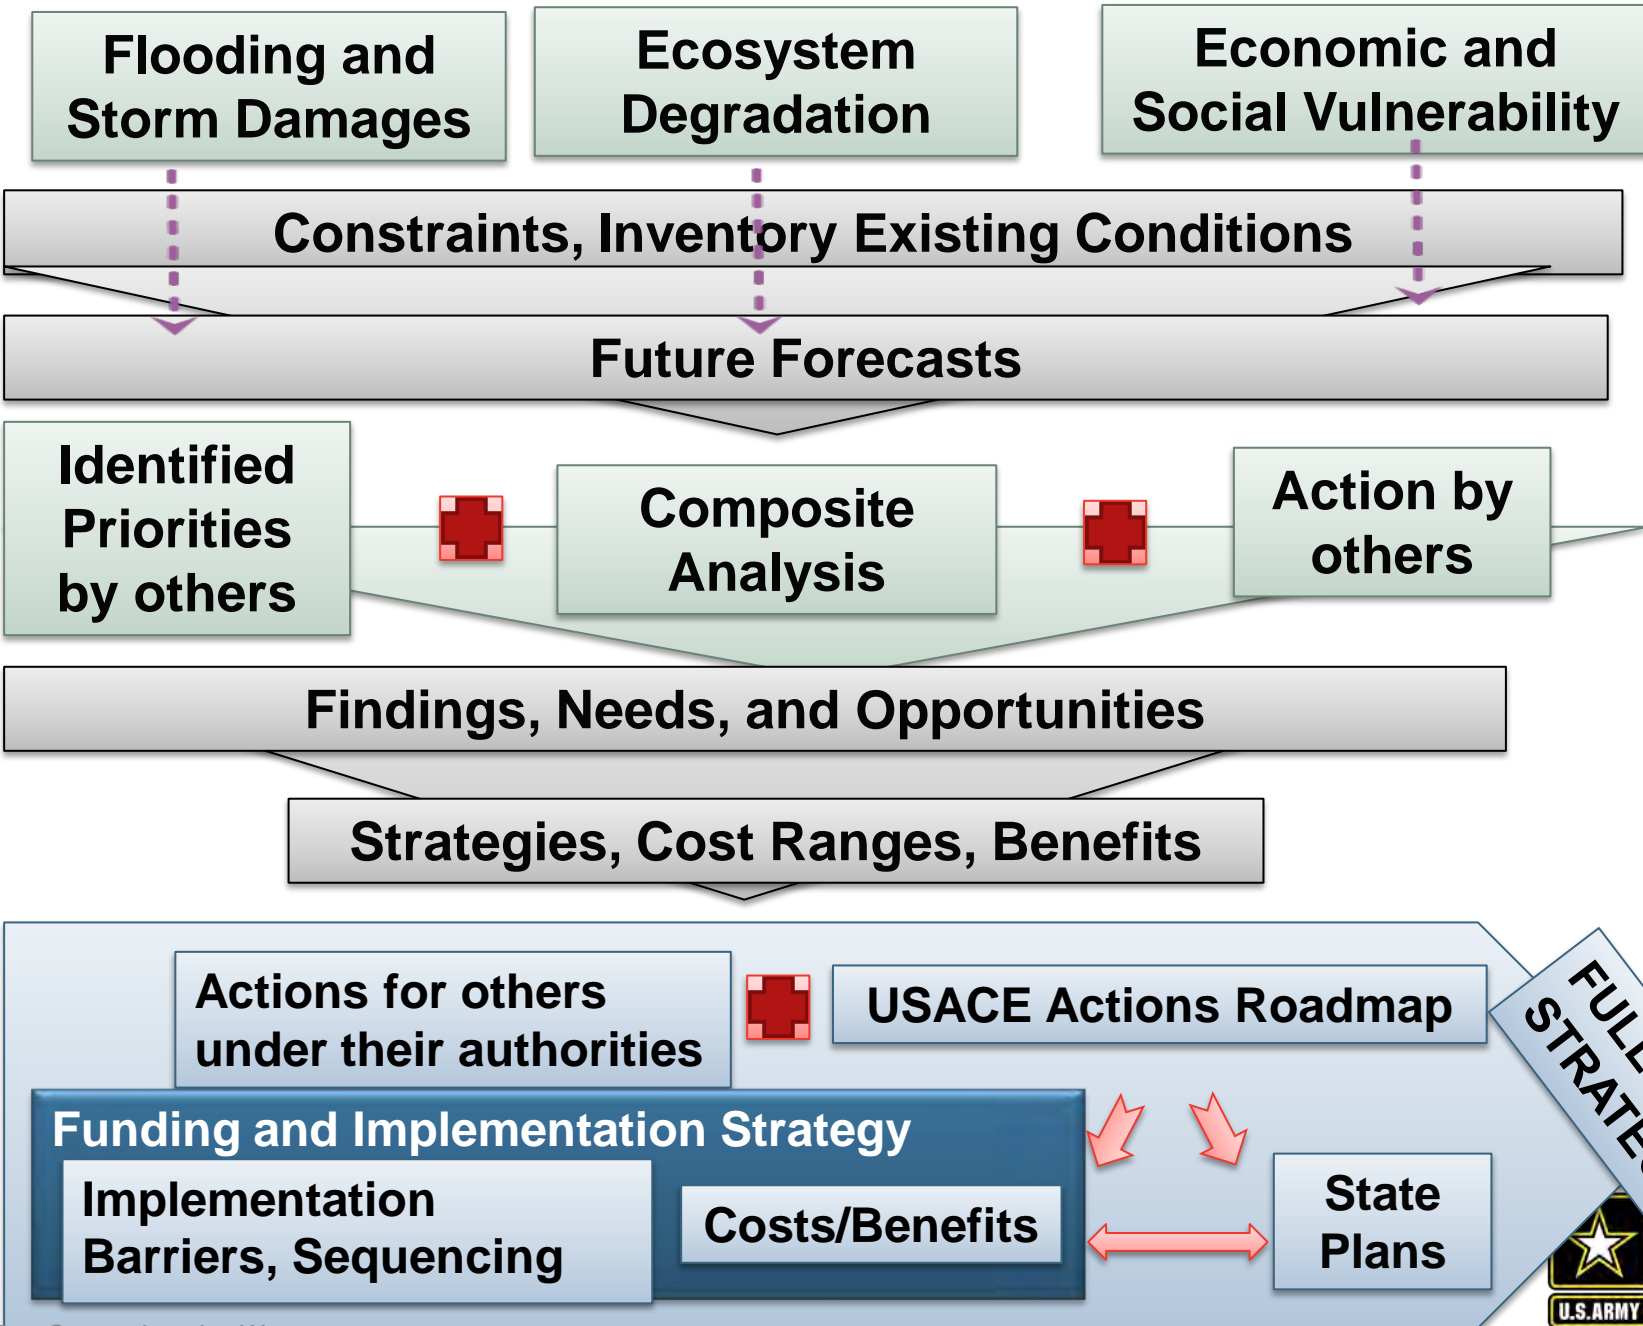 Flooding and
Storm Damages
Ecosystem
Degradation
Economic and
Social Vulnerability
Constraints, Inventory Existing Conditions
Future Forecasts
Identified
Priorities
by others
Composite
Analysis
Action by
others
Findings, Needs, and Opportunities
Strategies, Cost Ranges, Benefits
Actions for others
under their authorities
USACE Actions Roadmap
Funding and Implementation Strategy
Implementation
Barriers, Sequencing
Costs/Benefits
State
Plans
U.S.ARMY